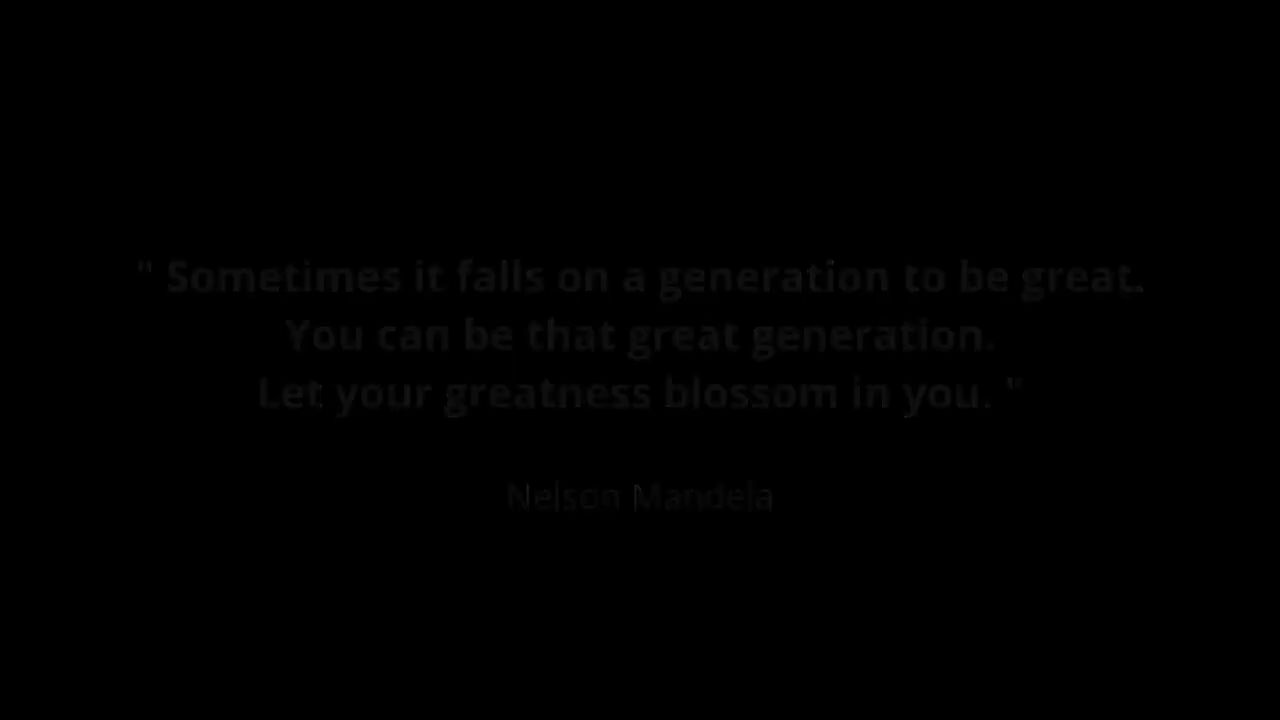 " Sometimes it falls on a generation to be great.
You can be that great generation.
Let your greatness blossom in you. "
Nelson Mandela